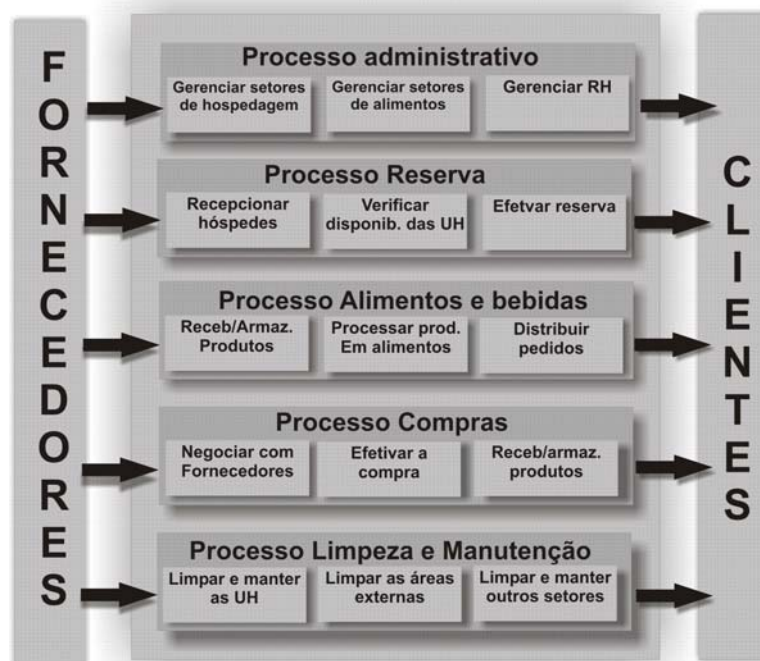 FORNECEDORES
Processo administrativo
Gerenciar setores
de hospedagem
Gerenciar setores
de alimentos
Gerenciar RH
Processo Reserva
Recepcionar
hóspedes
Verificar
disponib. das UH
Efetvar reserva
Processo Alimentos e bebidas
Receb/Armaz.
Produtos
Processar prod.
Em alimentos
Distribuir
pedidos
Processo Compras
Negociar com
Fornecedores
Efetivar a
compra
Receb/armaz.
produtos
Processo Limpeza e Manutenção
Limpar e manter
as UH
Limpar as áreas
externas
Limpar e manter
outros setores
CLIENTES